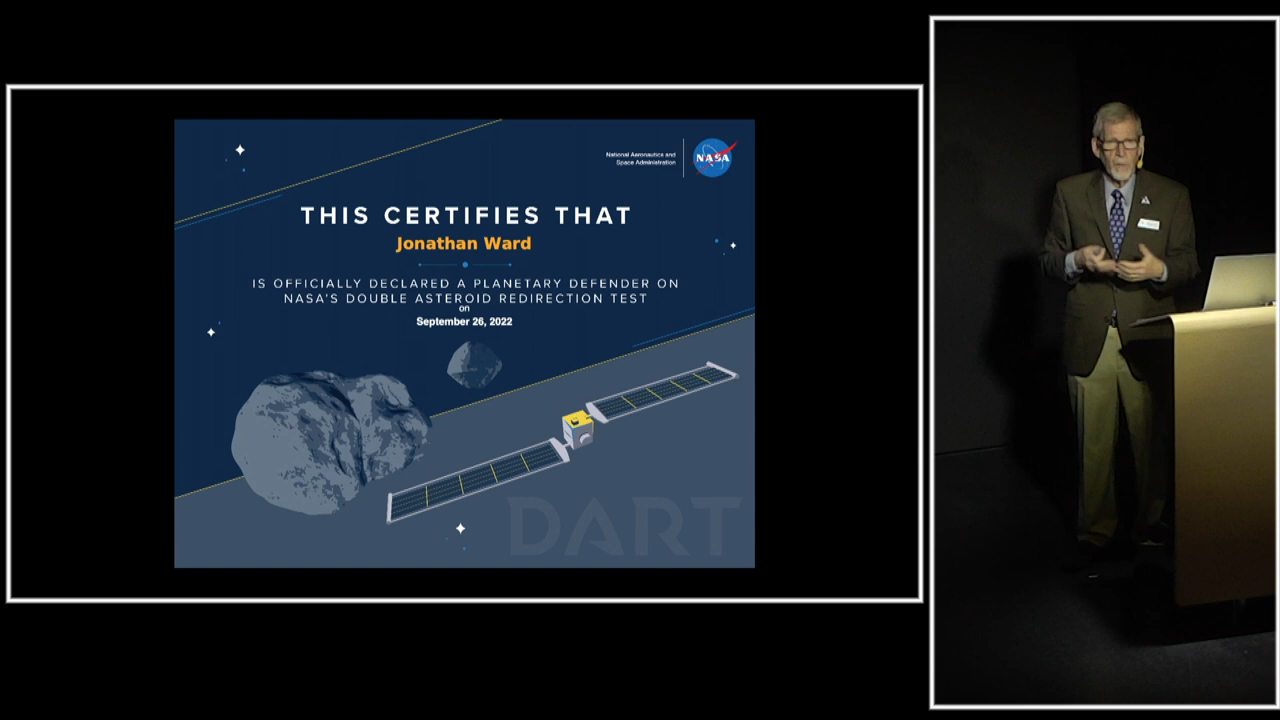 National Aeronautics and
Space Administration
NASA
THIS CERTIFIES THAT
Jonathan Ward
IS OFFICIALLY DECLARED A PLANETARY DEFENDER ON
NASA'S DOUBLE ASTEROID REDIRECTION TEST
on
September 26, 2022
DART